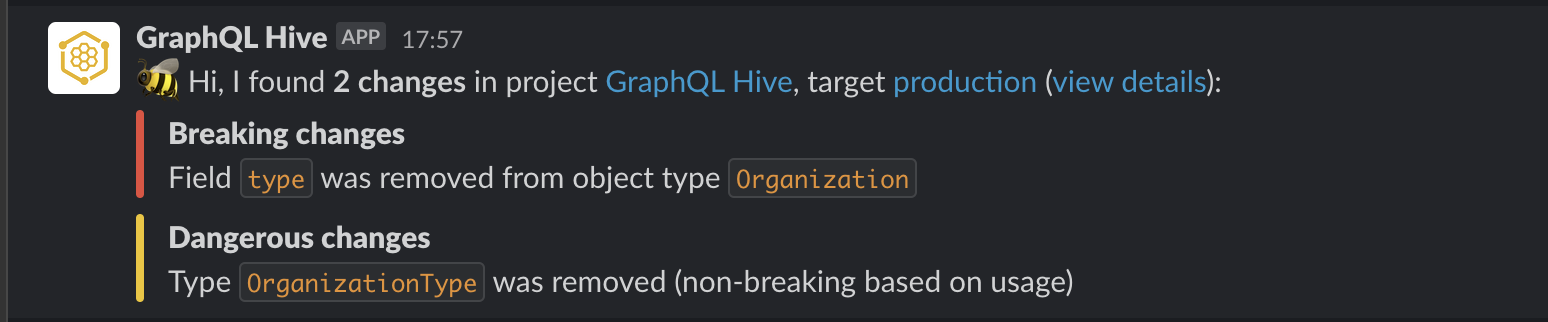 GraphQL Hive APP 17:57
Hi, I found 2 changes in project GraphQL Hive, target production (view details):
Breaking changes
Field type was removed from object type Organization
Dangerous changes
Type OrganizationType was removed (non-breaking based on usage)